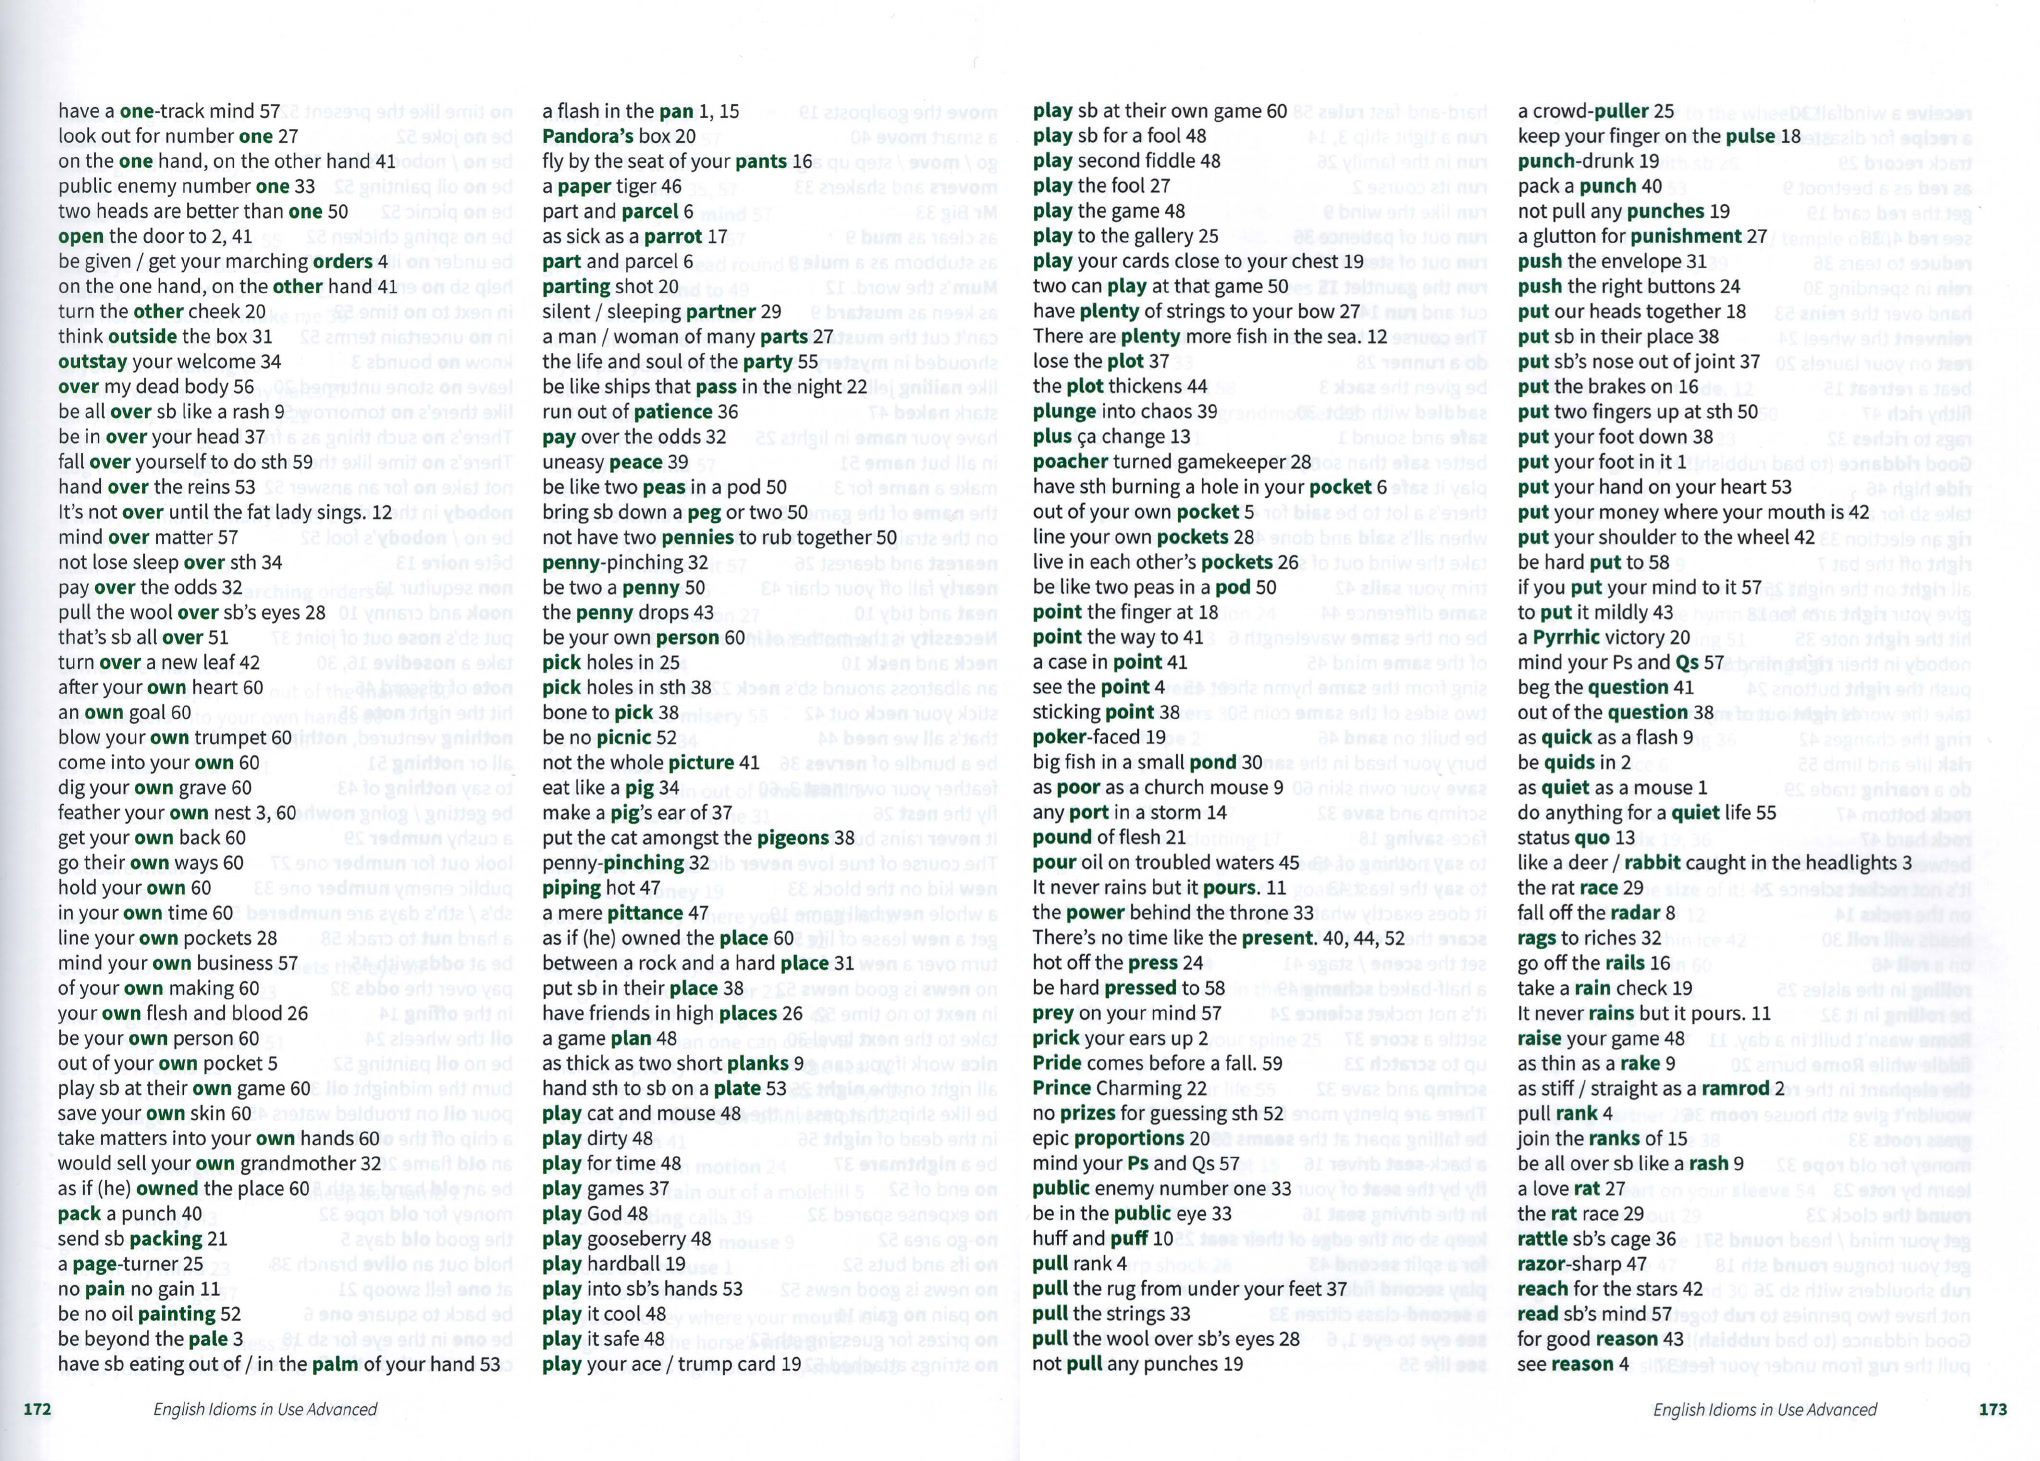 have a one-track mind 57
look out for number one 27
on the one hand, on the other hand 41
public enemy number one 33
two heads are better than one 50
open the door to 2, 41
be given / get your marching orders 4
on the one hand, on the other hand 41
turn the other cheek 20
think outside the box 31
outstay your welcome 34
over my dead body 56
be all over sb like a rash 9
be in over your head 37
fall over yourself to do sth 59
hand over the reins 53
It's not over until the fat lady sings. 12
mind over matter 57
not lose sleep over sth 34
pay over the odds 32
pull the wool over sb's eyes 28
that's sb all over 51
turn over a new leaf 42
after your own heart 60
an own goal 60
blow your own trumpet 60
come into your own 60
dig your own grave 60
feather your own nest 3, 60
get your own back 60
go their own ways 60
hold your own 60
in your own time 60
line your own pockets 28
mind your own business 57
of your own making 60
your own flesh and blood 26
be your own person 60
out of your own pocket 5
play sb at their own game 60
save your own skin 60
take matters into your own hands 60
would sell your own grandmother 32
as if (he) owned the place 60
pack a punch 40
send sb packing 21
a page-turner 25
no pain no gain 11
be no oil painting 52
be beyond the pale 3
have sb eating out of / in the palm of your hand 53
a flash in the pan 1, 15
Pandora's box 20
fly by the seat of your pants 16
a paper tiger 46
part and parcel 6
as sick as a parrot 17
part and parcel 6
parting shot 20
silent / sleeping partner 29
a man / woman of many parts 27
the life and soul of the party 55
be like ships that pass in the night 22
run out of patience 36
pay over the odds 32
uneasy peace 39
be like two peas in a pod 50
bring sb down a peg or two 50
not have two pennies to rub together 50
penny-pinching 32
be two a penny 50
the penny drops 43
be your own person 60
pick holes in 25
pick holes in sth 38
bone to pick 38
be no picnic 52
not the whole picture 41
eat like a pig 34
make a pig's ear of 37
put the cat amongst the pigeons 38
penny-pinching 32
piping hot 47
a mere pittance 47
as if (he) owned the place 60
between a rock and a hard place 31
put sb in their place 38
have friends in high places 26
a game plan 48
as thick as two short planks 9
hand sth to sb on a plate 53
play cat and mouse 48
play dirty 48
play for time 48
play games 37
play God 48
play gooseberry 48
play hardball 19
play into sb's hands 53
play it cool 48
play it safe 48
play your ace / trump card 19
play sb at their own game 60
play sb for a fool 48
play second fiddle 48
play the fool 27
play the game 48
play to the gallery 25
play your cards close to your chest 19
two can play at that game 50
have plenty of strings to your bow 27
There are plenty more fish in the sea. 12
lose the plot 37
the plot thickens 44
plunge into chaos 39
plus ça change 13
poacher turned gamekeeper 28
have sth burning a hole in your pocket 6
out of your own pocket 5
line your own pockets 28
live in each other's pockets 26
be like two peas in a pod 50
point the finger at 18
point the way to 41
a case in point 41
see the point 4
sticking point 38
poker-faced 19
big fish in a small pond 30
as poor as a church mouse 9
any port in a storm 14
pound of flesh 21
pour oil on troubled waters 45
It never rains but it pours. 11
the power behind the throne 33
There's no time like the present. 40, 44, 52
hot off the press 24
be hard pressed to 58
prey on your mind 57
prick your ears up 2
Pride comes before a fall. 59
Prince Charming 22
no prizes for guessing sth 52
epic proportions 20
mind your Ps and Qs 57
public enemy number one 33
be in the public eye 33
huff and puff 10
pull rank 4
pull the rug from under your feet 37
pull the strings 33
pull the wool over sb's eyes 28
not pull any punches 19
a crowd-puller 25
keep your finger on the pulse 18
punch-drunk 19
pack a punch 40
not pull any punches 19
a glutton for punishment 27
push the envelope 31
push the right buttons 24
put our heads together 18
put sb in their place 38
put sb's nose out of joint 37
put the brakes on 16
put two fingers up at sth 50
put your foot down 38
put your foot in it 1
put your hand on your heart 53
put your money where your mouth is 42
put your shoulder to the wheel 42
be hard put to 58
if you put your mind to it 57
to put it mildly 43
a Pyrrhic victory 20
mind your Ps and Qs 57
beg the question 41
out of the question 38
as quick as a flash 9
be quids in 2
as quiet as a mouse 1
do anything for a quiet life 55
status quo 13
like a deer / rabbit caught in the headlights 3
the rat race 29
fall off the radar 8
rags to riches 32
go off the rails 16
take a rain check 19
It never rains but it pours. 11
raise your game 48
as thin as a rake 9
as stiff / straight as a ramrod 2
pull rank 4
join the ranks of 15
be all over sb like a rash 9
a love rat 27
the rat race 29
rattle sb's cage 36
razor-sharp 47
reach for the stars 42
read sb's mind 57
for good reason 43
see reason 4
172 English Idioms in Use Advanced
English Idioms in Use Advanced 173